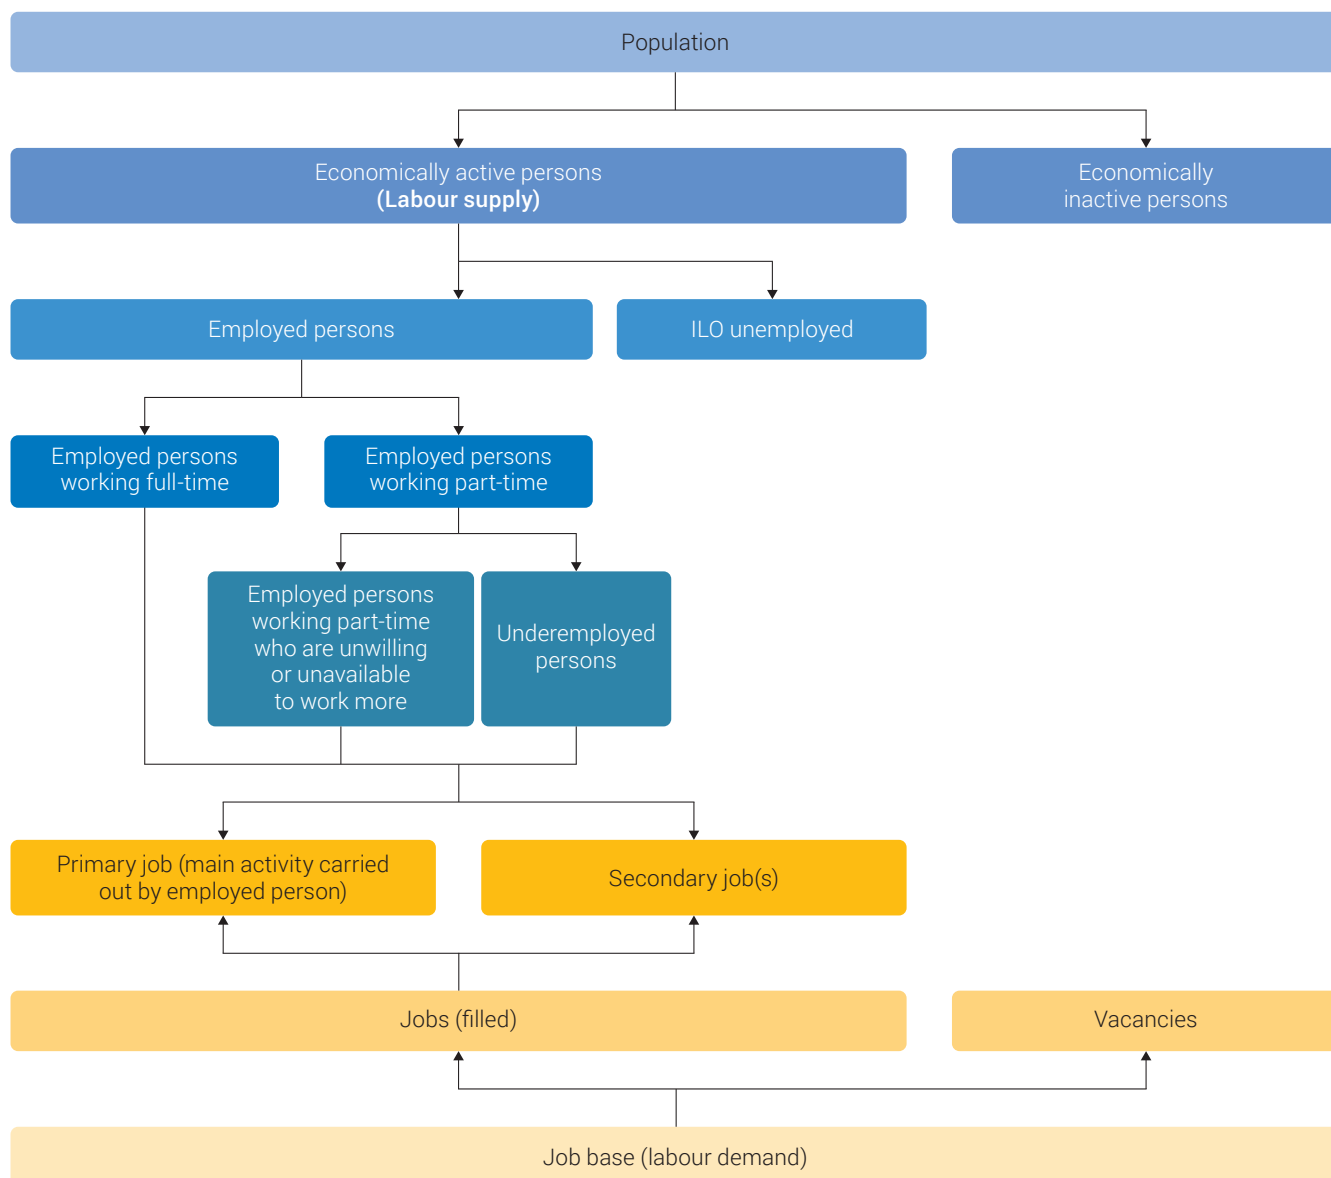 Population
Economically active persons
(Labour supply)
Economically
inactive persons
Employed persons
ILO unemployed
Employed persons
working full-time
Employed persons
working part-time
Employed persons
working part-time
who are unwilling
or unavailable
to work more
Underemployed
persons
Primary job (main activity carried
out by employed person)
Secondary job(s)
Jobs (filled)
Vacancies
Job base (labour demand)